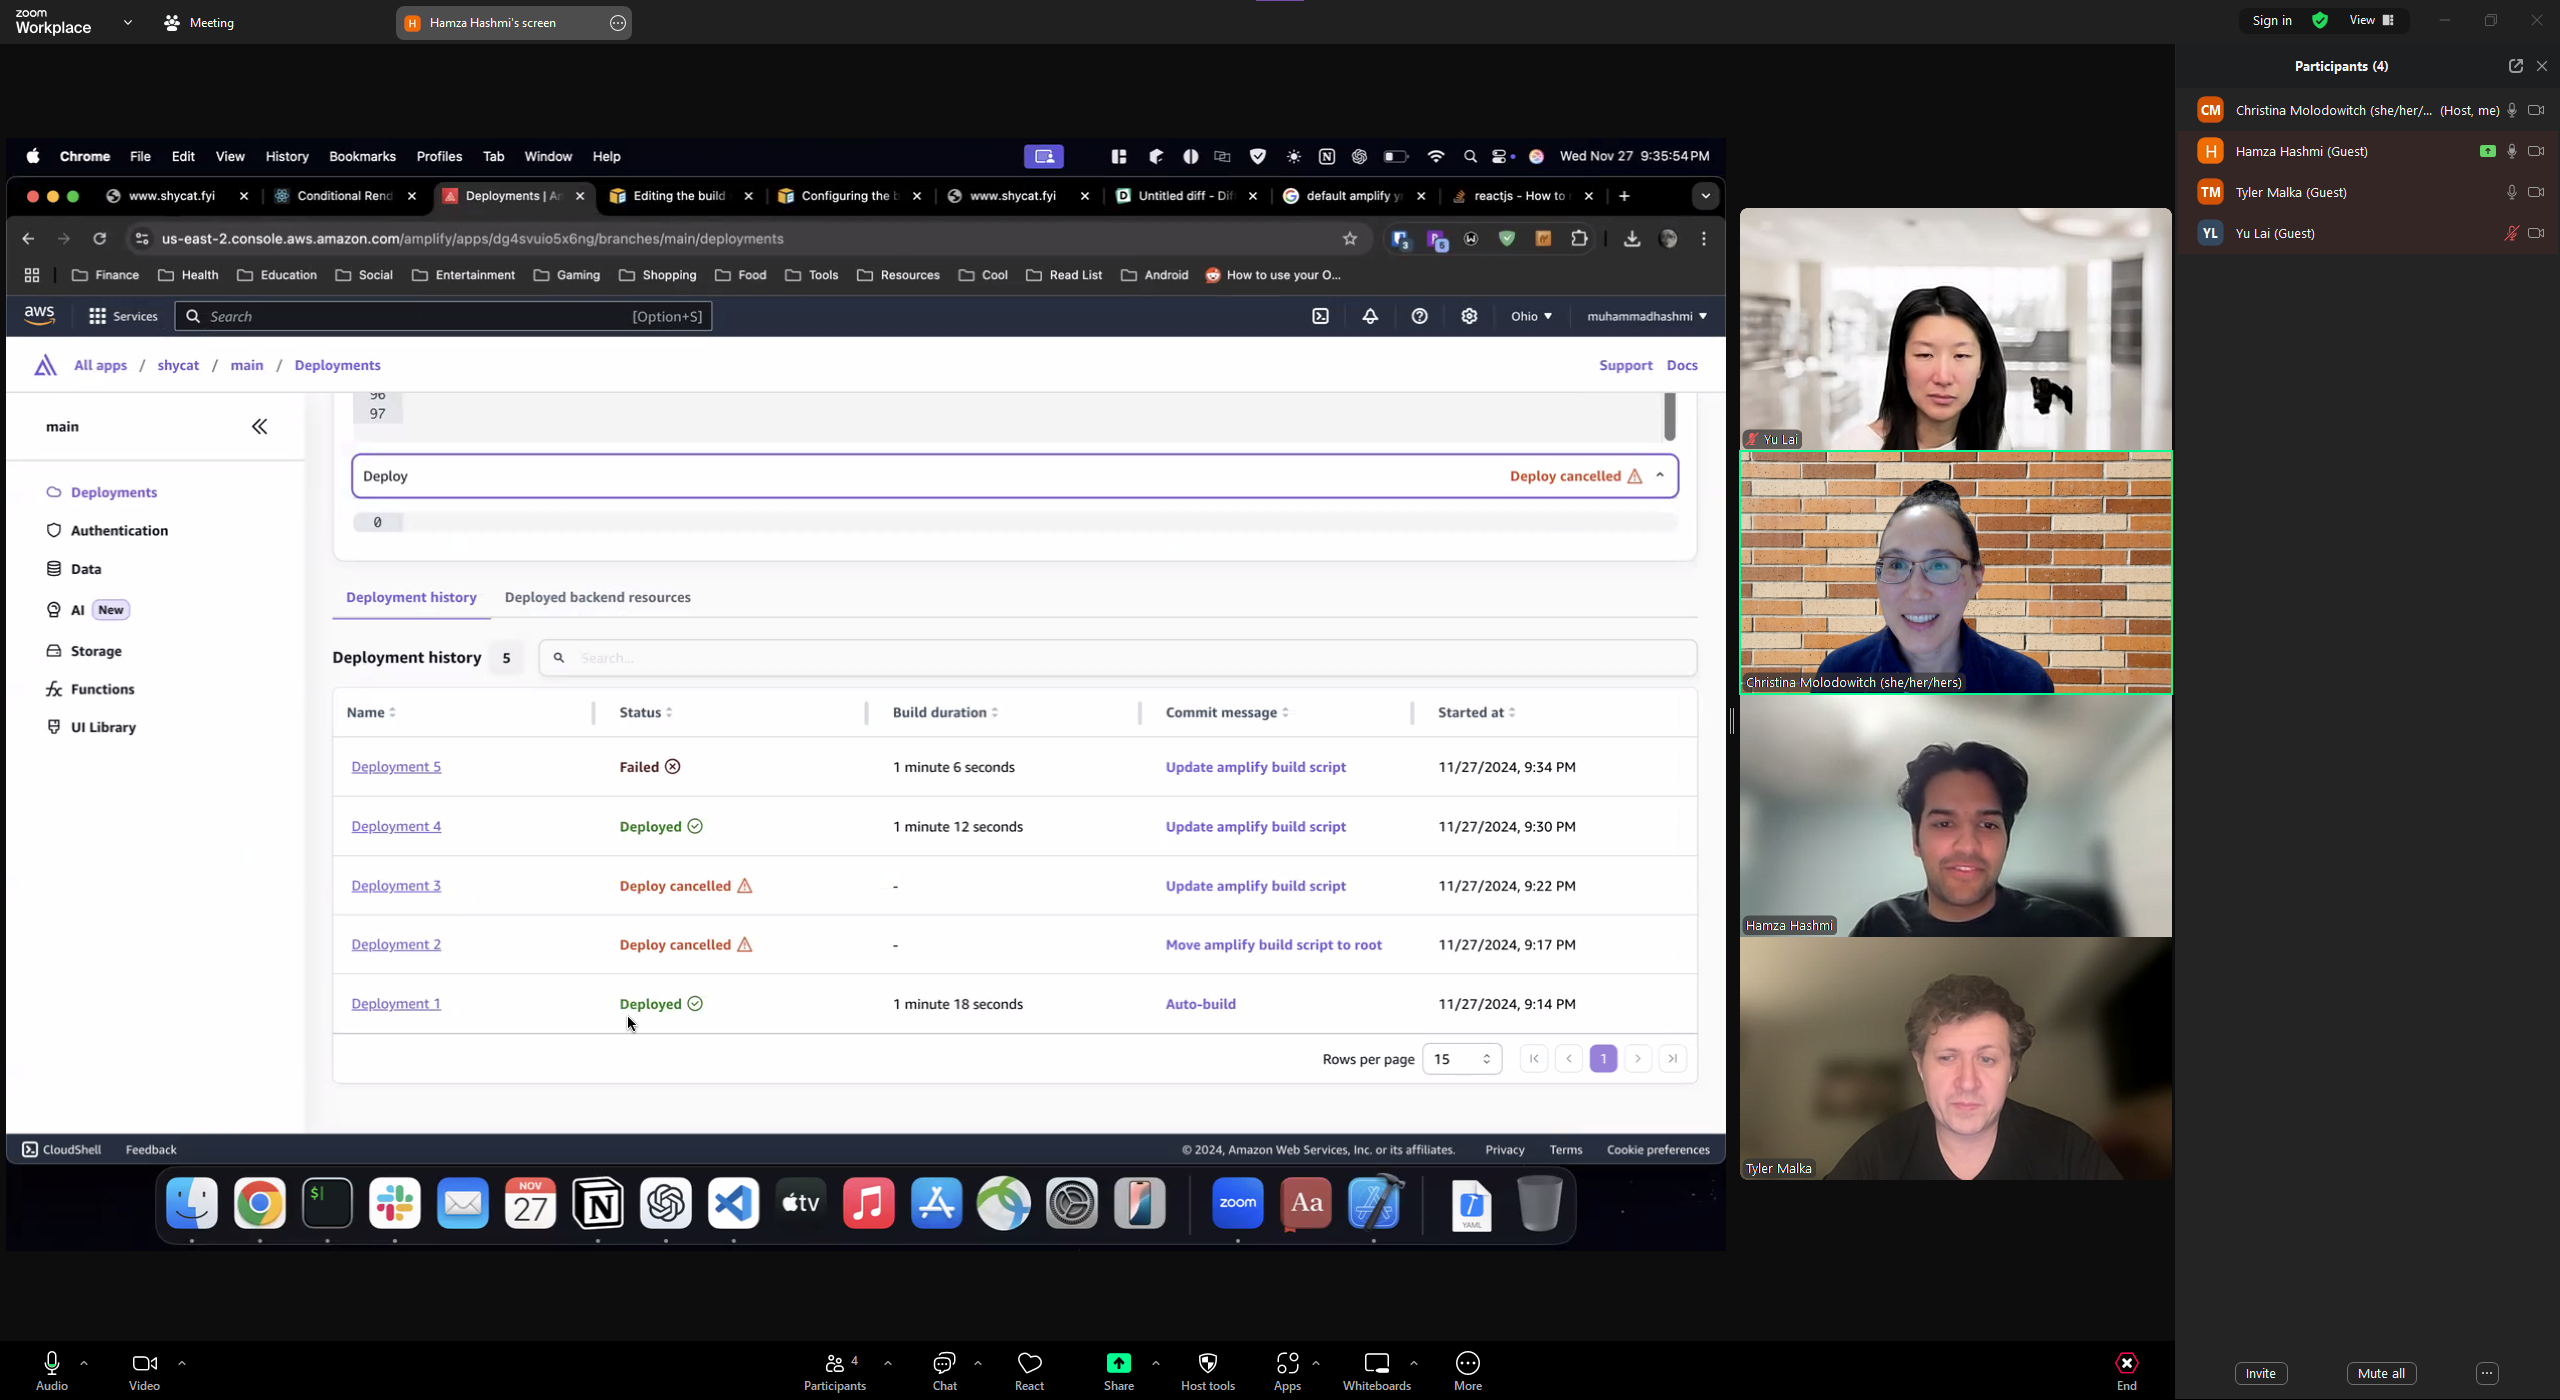 zoom
Workplace
Meeting
H Hamza Hashmi's screen
Sign in
View
Chrome File Edit View History Bookmarks Profiles Tab Window Help
Wed Nov 27 9:35:54 PM
www.shycat.fyi
Conditional Rend
Deployments | An
Editing the build
Configuring the b
www.shycat.fyi
Untitled diff - Dif
default amplify y
reactjs - How to
us-east-2.console.aws.amazon.com/amplify/apps/dg4svuio5x6ng/branches/main/deployments
Finance Health Education Social Entertainment Gaming Shopping Food Tools Resources Cool Read List Android How to use your O...
aws Services Search [Option+S] Ohio muhammadhashmi
All apps / shycat / main / Deployments
Support Docs
main
Deployments
Authentication
Data
AI New
Storage
Functions
UI Library
96
97
Deploy
Deploy cancelled
0
Deployment history Deployed backend resources
Deployment history 5 Search...
Name Status Build duration Commit message Started at
Deployment 5 Failed 1 minute 6 seconds Update amplify build script 11/27/2024, 9:34 PM
Deployment 4 Deployed 1 minute 12 seconds Update amplify build script 11/27/2024, 9:30 PM
Deployment 3 Deploy cancelled - Update amplify build script 11/27/2024, 9:22 PM
Deployment 2 Deploy cancelled - Move amplify build script to root 11/27/2024, 9:17 PM
Deployment 1 Deployed 1 minute 18 seconds Auto-build 11/27/2024, 9:14 PM
Rows per page 15 1
CloudShell Feedback
© 2024, Amazon Web Services, Inc. or its affiliates. Privacy Terms Cookie preferences
NOV
27
tv
zoom
Aa
YAML
Yu Lai
Christina Molodowitch (she/her/hers)
Hamza Hashmi
Tyler Malka
Participants (4)
CM Christina Molodowitch (she/her/... (Host, me)
H Hamza Hashmi (Guest)
TM Tyler Malka (Guest)
YL Yu Lai (Guest)
Audio
Video
Participants 4
Chat
React
Share
Host tools
Apps
Whiteboards
More
End
Invite
Mute all